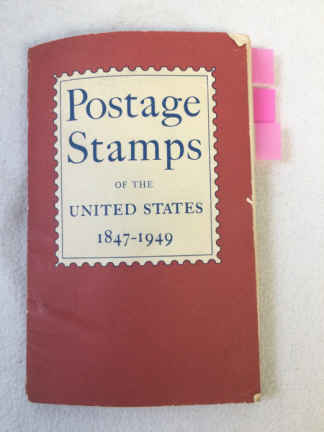 Postage
Stamps
OF THE
UNITED STATES
1847-1949